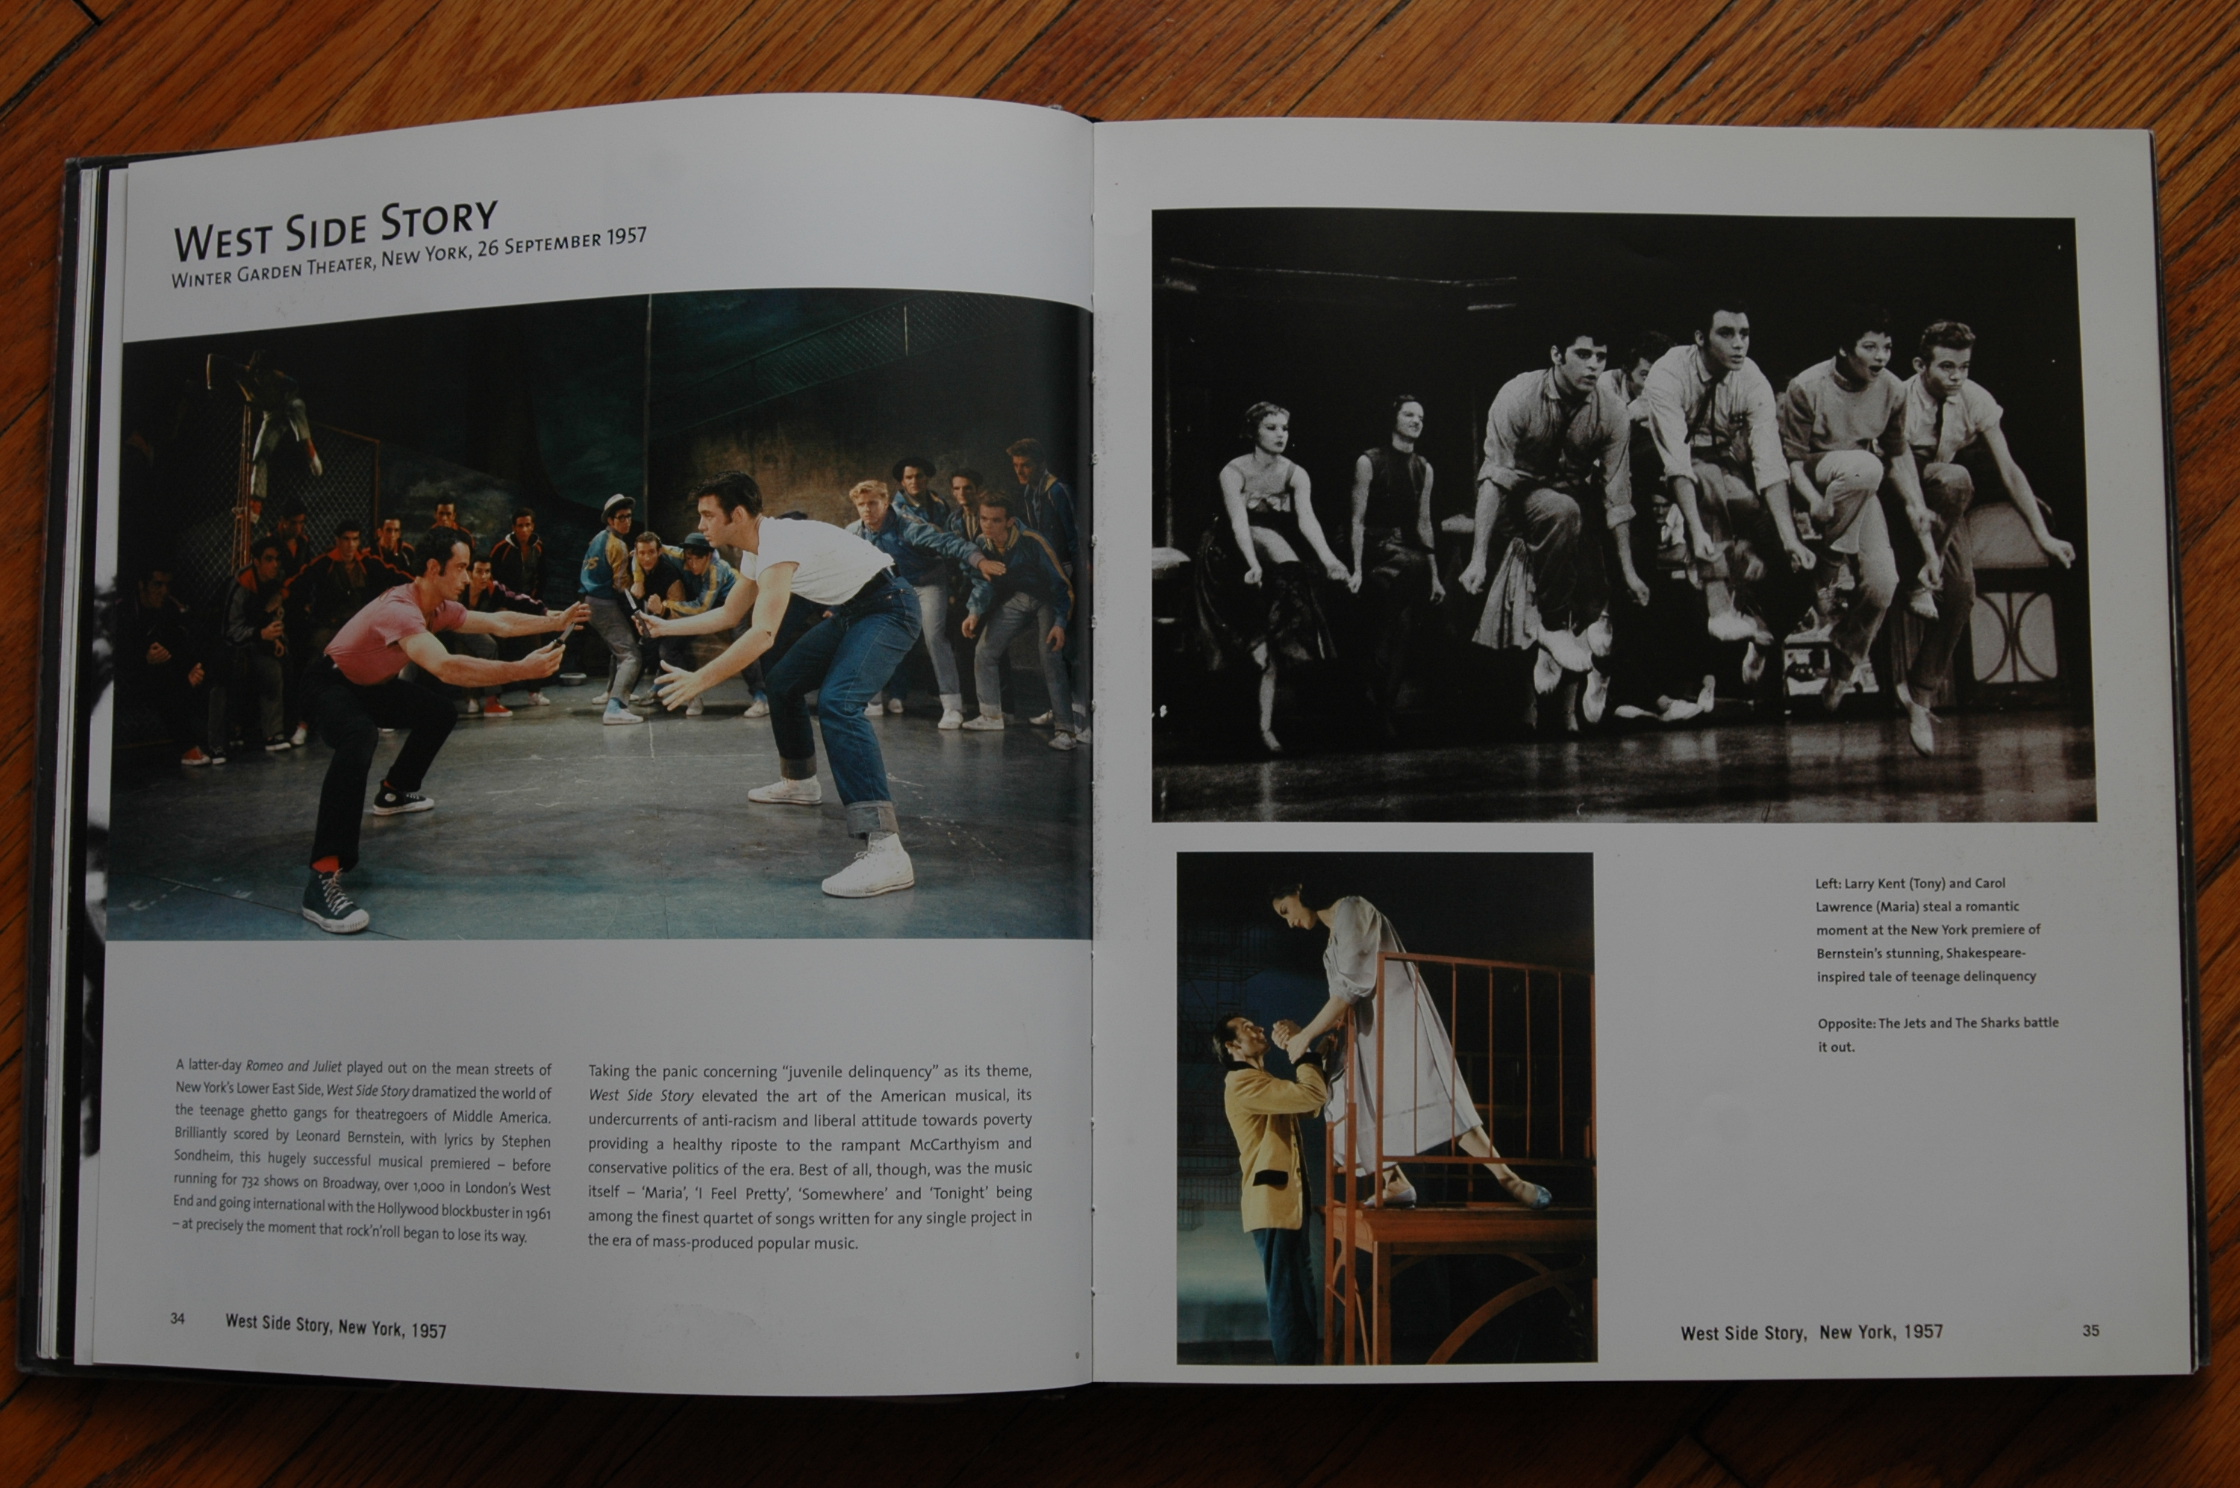 WEST SIDE STORY
WINTER GARDEN THEATER, NEW YORK, 26 SEPTEMBER 1957
A latter-day Romeo and Juliet played out on the mean streets of
New York's Lower East Side, West Side Story dramatized the world of
the teenage ghetto gangs for theatregoers of Middle America.
Brilliantly scored by Leonard Bernstein, with lyrics by Stephen
Sondheim, this hugely successful musical premiered – before
running for 732 shows on Broadway, over 1,000 in London's West
End and going international with the Hollywood blockbuster in 1961
– at precisely the moment that rock'n'roll began to lose its way.
Taking the panic concerning “juvenile delinquency” as its theme,
West Side Story elevated the art of the American musical, its
undercurrents of anti-racism and liberal attitude towards poverty
providing a healthy riposte to the rampant McCarthyism and
conservative politics of the era. Best of all, though, was the music
itself – ‘Maria’, ‘I Feel Pretty’, ‘Somewhere’ and ‘Tonight’ being
among the finest quartet of songs written for any single project in
the era of mass-produced popular music.
34 West Side Story, New York, 1957
Left: Larry Kent (Tony) and Carol
Lawrence (Maria) steal a romantic
moment at the New York premiere of
Bernstein's stunning, Shakespeare-
inspired tale of teenage delinquency
Opposite: The Jets and The Sharks battle
it out.
West Side Story, New York, 1957 35